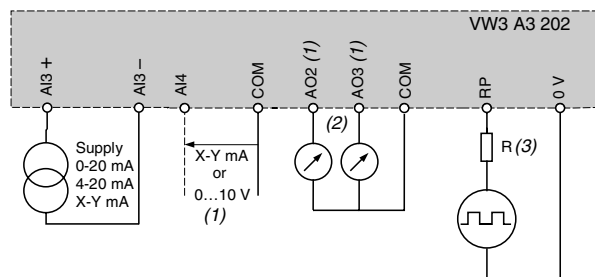 VW3 A3 202
AI3 +
AI3 –
AI4
COM
AO2 (1)
AO3 (1)
COM
RP
0 V
(2)
R (3)
Supply
0-20 mA
4-20 mA
X-Y mA
X-Y mA
or
0…10 V
(1)